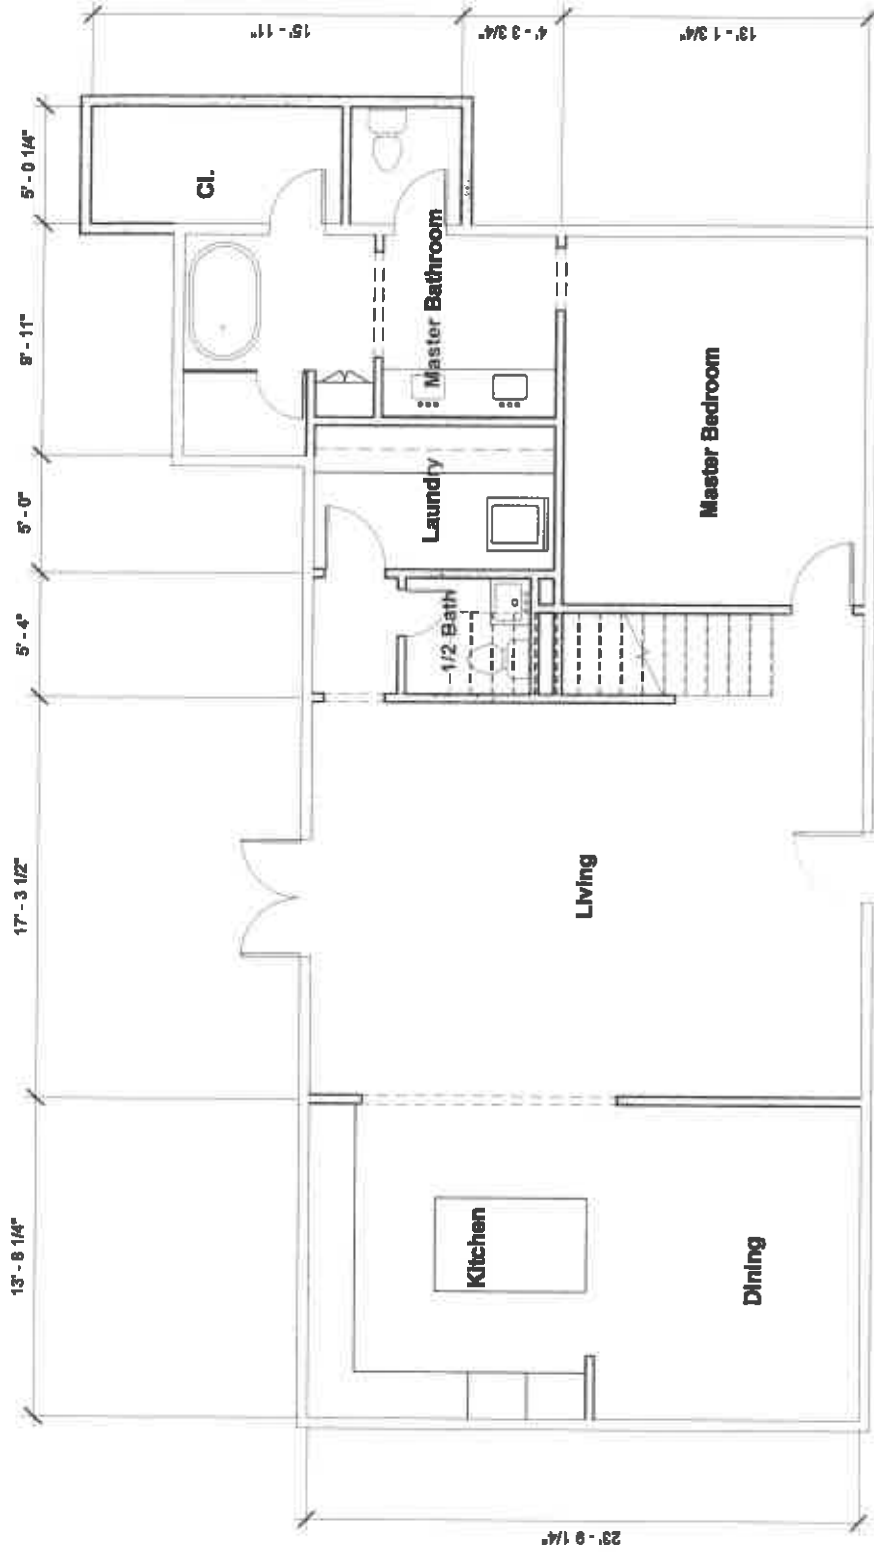 13' - 8 1/4"
17' - 3 1/2"
5' - 4"
5' - 0"
9' - 11"
5' - 0 1/4"
15' - 11"
4' - 3 3/4"
13' - 1 3/4"
23' - 9 1/4"
Cl.
Master Bathroom
Laundry
1/2 Bath
Kitchen
Living
Master Bedroom
Dining